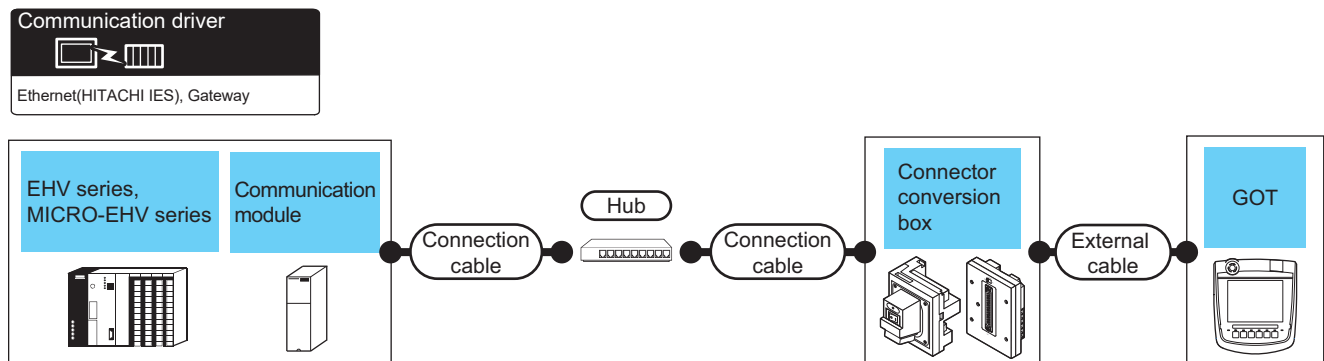 Communication driver
Ethernet(HITACHI IES), Gateway
EHV series,
MICRO-EHV series
Communication
module
Connection
cable
Hub
Connection
cable
Connector
conversion
box
External
cable
GOT